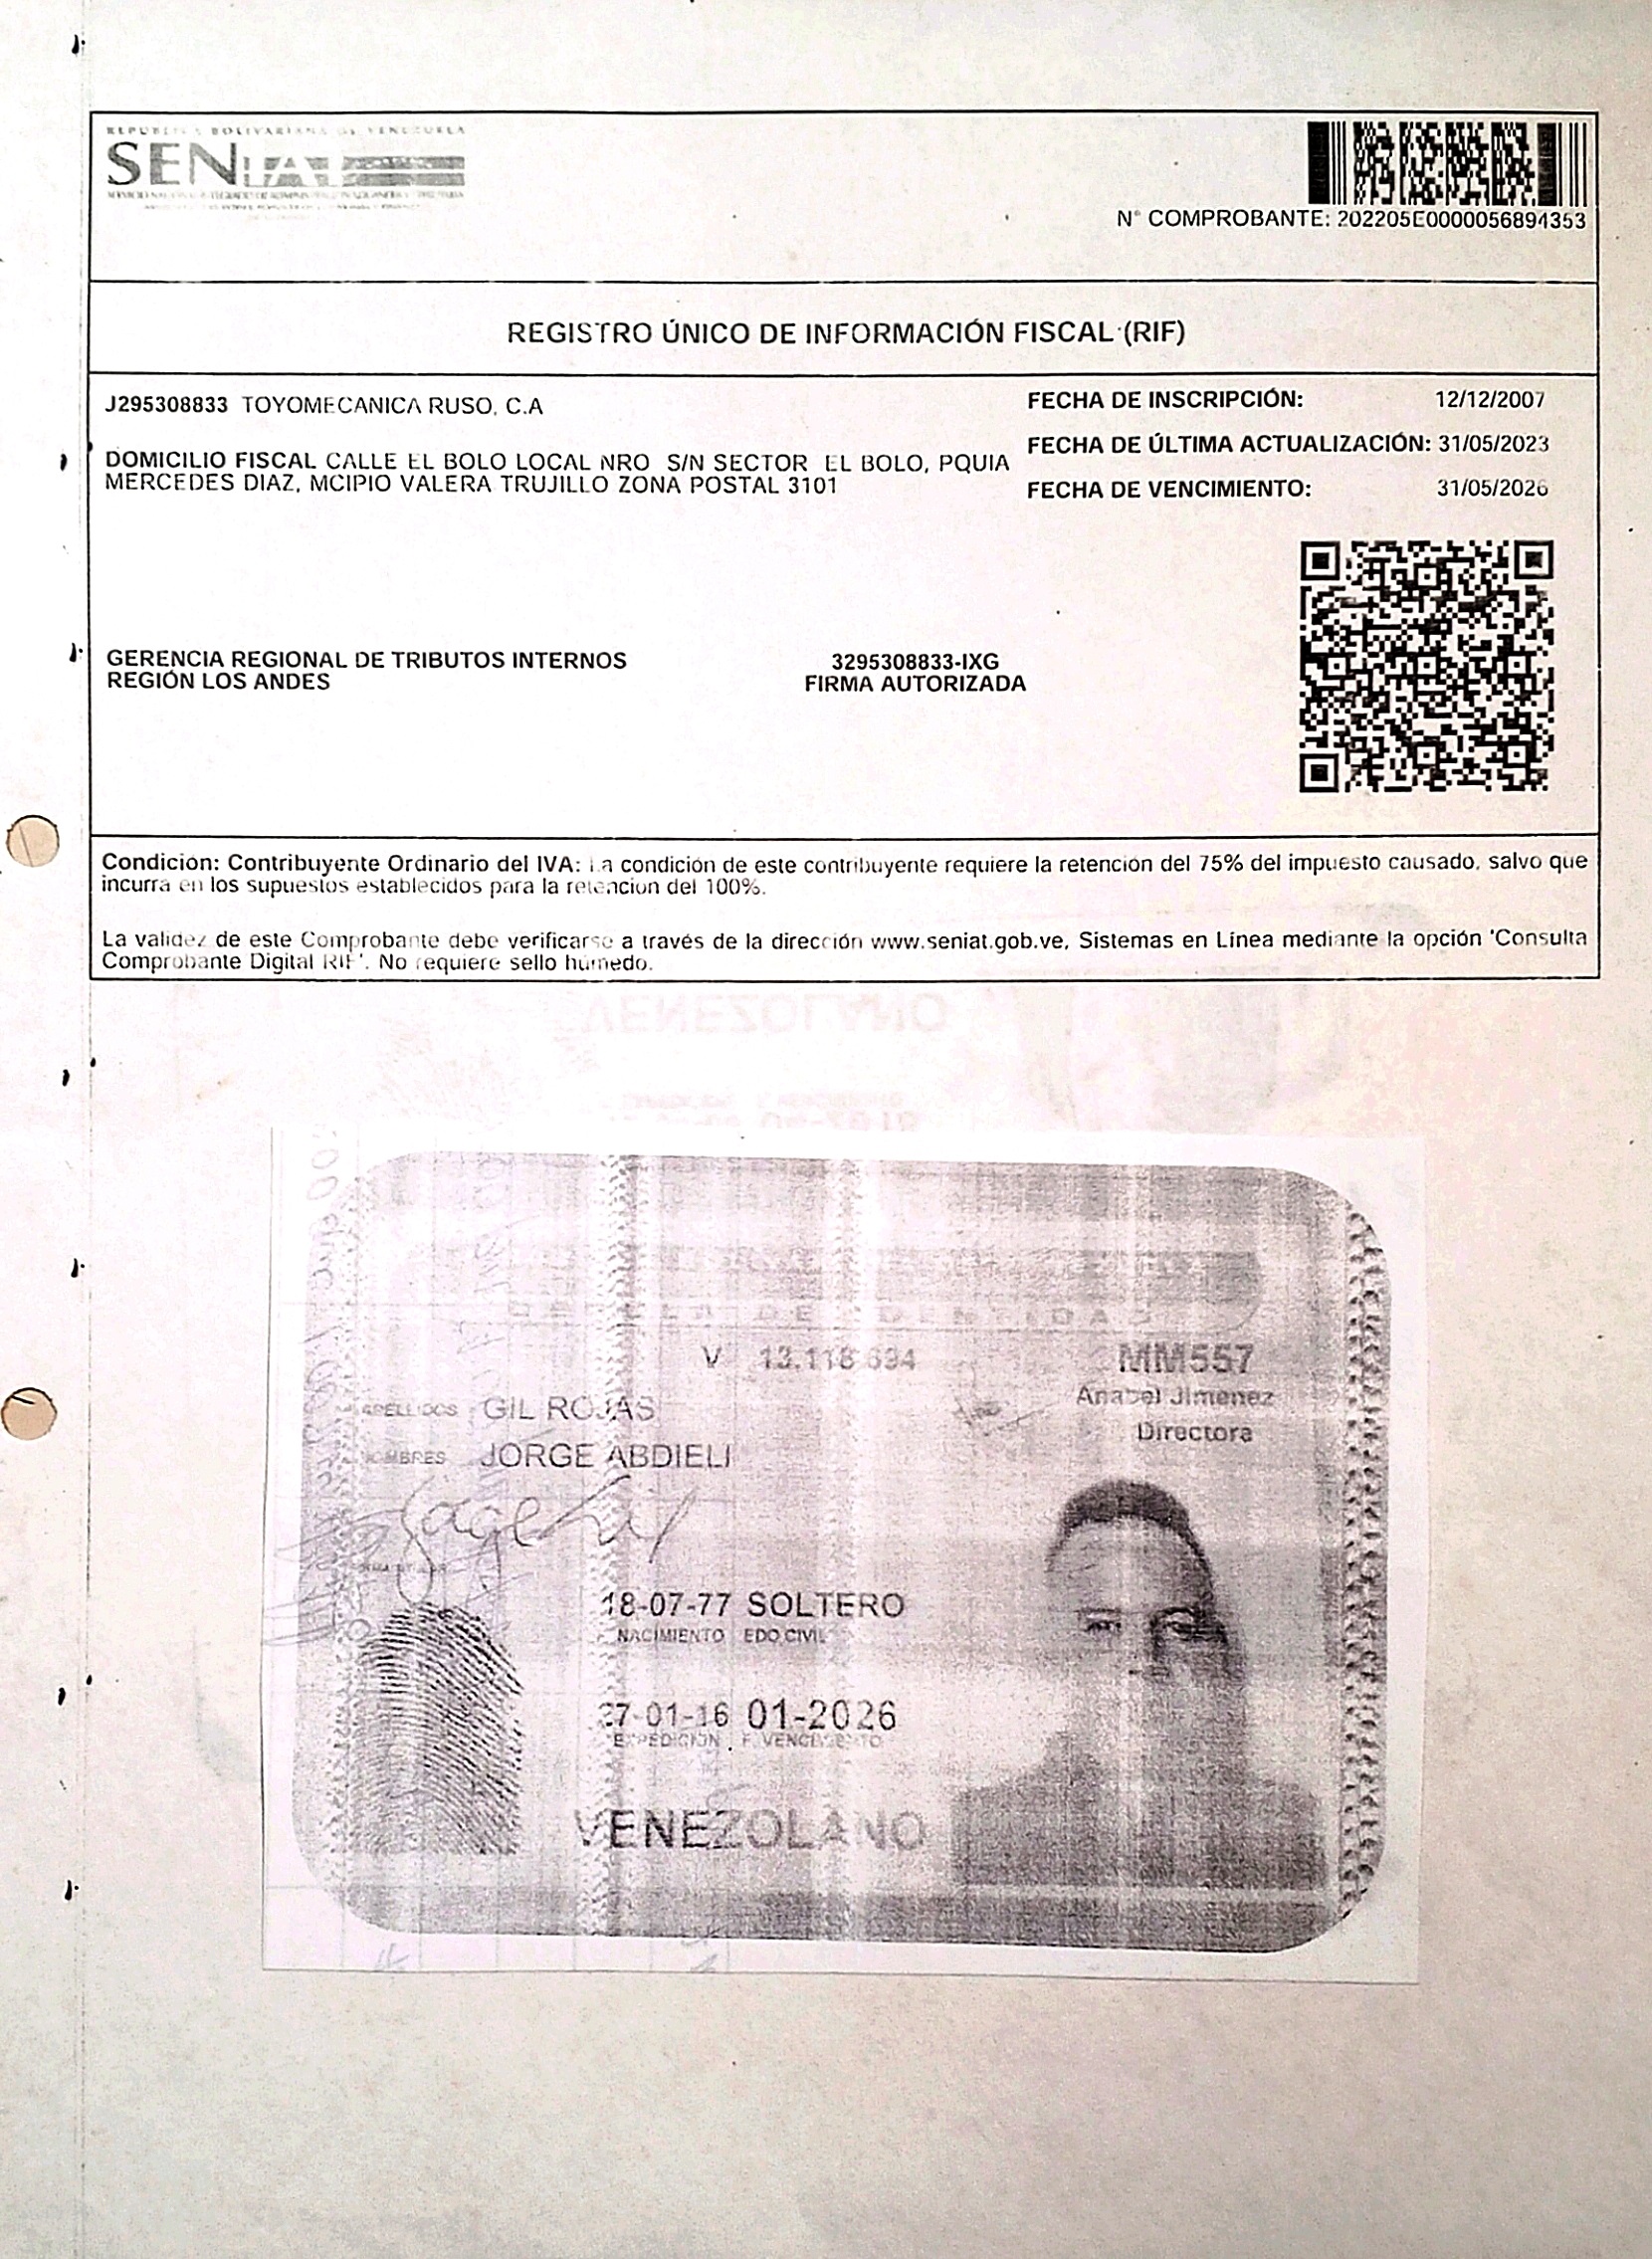 REPÚBLICA BOLIVARIANA DE VENEZUELA
SENIAT
N° COMPROBANTE: 202205E0000056894353
REGISTRO ÚNICO DE INFORMACIÓN FISCAL (RIF)
J295308833 TOYOMECANICA RUSO, C.A
FECHA DE INSCRIPCIÓN: 12/12/2007
FECHA DE ÚLTIMA ACTUALIZACIÓN: 31/05/2023
DOMICILIO FISCAL CALLE EL BOLO LOCAL NRO S/N SECTOR EL BOLO, PQUIA
MERCEDES DIAZ, MCIPIO VALERA TRUJILLO ZONA POSTAL 3101
FECHA DE VENCIMIENTO: 31/05/2026
GERENCIA REGIONAL DE TRIBUTOS INTERNOS
REGIÓN LOS ANDES
3295308833-IXG
FIRMA AUTORIZADA
Condición: Contribuyente Ordinario del IVA: La condición de este contribuyente requiere la retención del 75% del impuesto causado, salvo que
incurra en los supuestos establecidos para la retencion del 100%.
La validez de este Comprobante debe verificarse a través de la dirección www.seniat.gob.ve, Sistemas en Línea mediante la opción 'Consulta
Comprobante Digital RIF'. No requiere sello humedo.
V 13.118.694
MM557
Anabel Jimenez
Directora
APELLIDOS GIL ROJAS
NOMBRES JORGE ABDIELI
18-07-77 SOLTERO
NACIMIENTO EDO CIVIL
27-01-16 01-2026
EXPEDICION F. VENCIMIENTO
VENEZOLANO